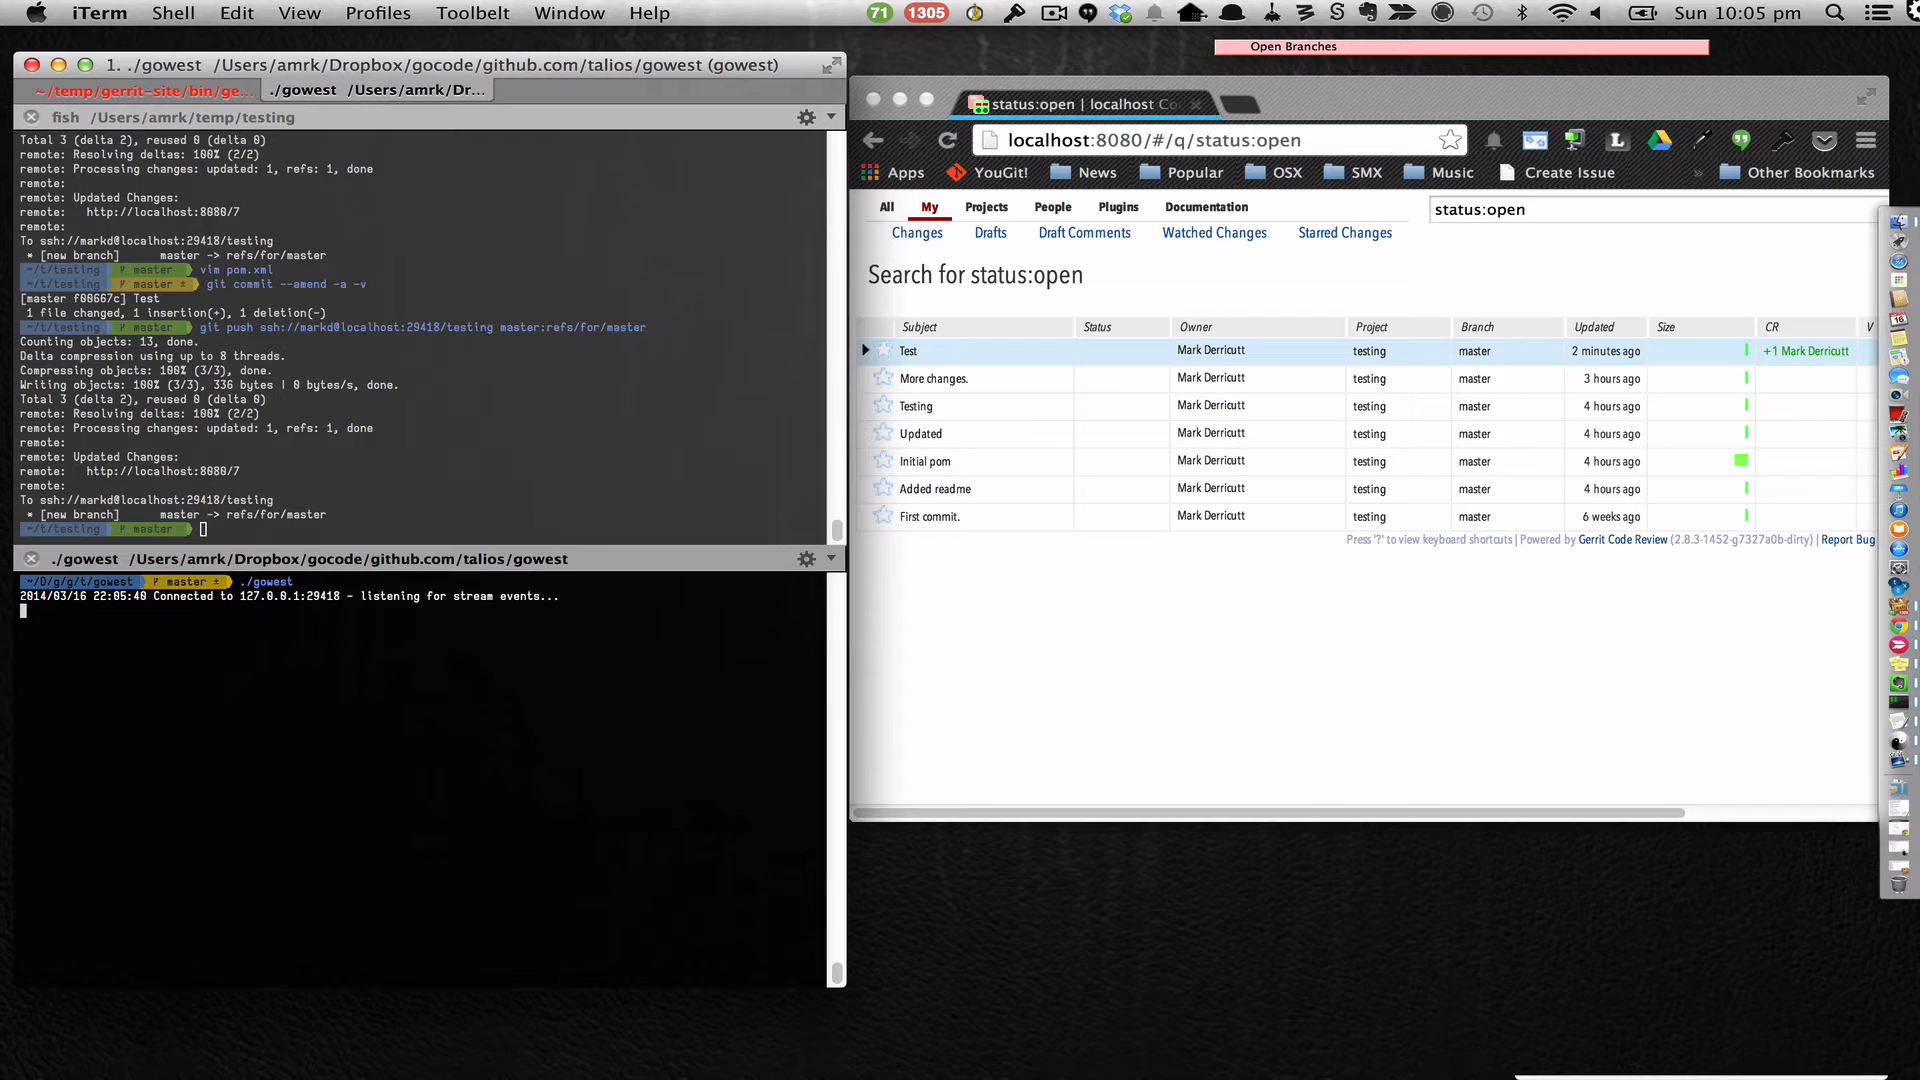 iTerm Shell Edit View Profiles Toolbelt Window Help 71 1305 Sun 10:05 pm
Open Branches
1. ./gowest /Users/amrk/Dropbox/gocode/github.com/talios/gowest (gowest)
~/temp/gerrit-site/bin/ge... ./gowest /Users/amrk/Dr...
fish /Users/amrk/temp/testing
Total 3 (delta 2), reused 0 (delta 0)
remote: Resolving deltas: 100% (2/2)
remote: Processing changes: updated: 1, refs: 1, done
remote:
remote: Updated Changes:
remote:   http://localhost:8080/7
remote:
To ssh://markd@localhost:29418/testing
 * [new branch]      master -> refs/for/master
~/t/testing master vim pom.xml
~/t/testing master ± git commit --amend -a -v
[master f00667c] Test
 1 file changed, 1 insertion(+), 1 deletion(-)
~/t/testing master git push ssh://markd@localhost:29418/testing master:refs/for/master
Counting objects: 13, done.
Delta compression using up to 8 threads.
Compressing objects: 100% (3/3), done.
Writing objects: 100% (3/3), 336 bytes | 0 bytes/s, done.
Total 3 (delta 2), reused 0 (delta 0)
remote: Resolving deltas: 100% (2/2)
remote: Processing changes: updated: 1, refs: 1, done
remote:
remote: Updated Changes:
remote:   http://localhost:8080/7
remote:
To ssh://markd@localhost:29418/testing
 * [new branch]      master -> refs/for/master
~/t/testing master
./gowest /Users/amrk/Dropbox/gocode/github.com/talios/gowest
~/D/g/g/t/gowest master ± ./gowest
2014/03/16 22:05:40 Connected to 127.0.0.1:29418 - listening for stream events...
status:open | localhost Co
localhost:8080/#/q/status:open
Apps YouGit! News Popular OSX SMX Music Create Issue » Other Bookmarks
All My Projects People Plugins Documentation status:open
Changes Drafts Draft Comments Watched Changes Starred Changes
Search for status:open
Subject Status Owner Project Branch Updated Size CR V
Test Mark Derricutt testing master 2 minutes ago +1 Mark Derricutt
More changes. Mark Derricutt testing master 3 hours ago
Testing Mark Derricutt testing master 4 hours ago
Updated Mark Derricutt testing master 4 hours ago
Initial pom Mark Derricutt testing master 4 hours ago
Added readme Mark Derricutt testing master 4 hours ago
First commit. Mark Derricutt testing master 6 weeks ago
Press '?' to view keyboard shortcuts | Powered by Gerrit Code Review (2.8.3-1452-g7327a0b-dirty) | Report Bug